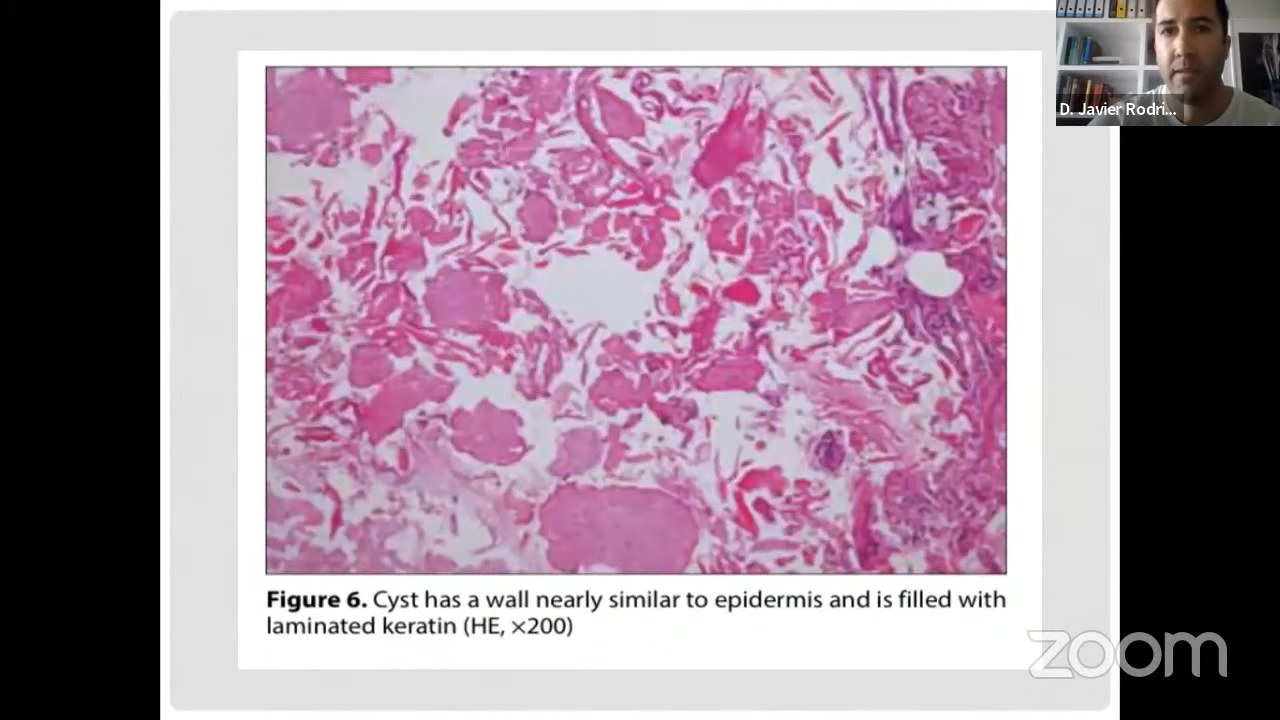 D. Javier Rodri...
Figure 6. Cyst has a wall nearly similar to epidermis and is filled with
laminated keratin (HE, ×200)
zoom